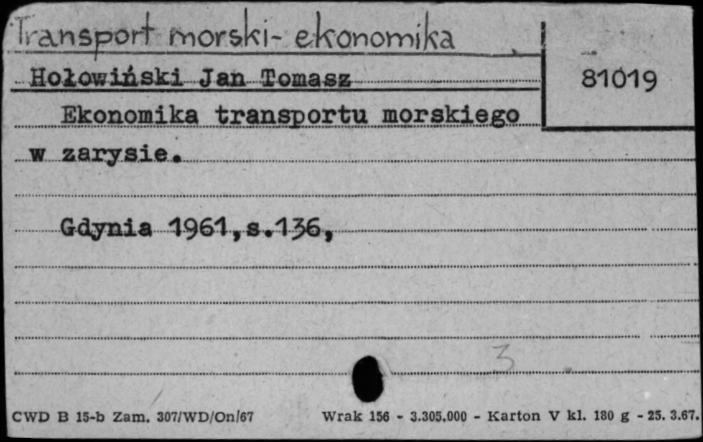 Transport morski - ekonomika
Hołowiński Jan Tomasz
81019
Ekonomika transportu morskiego
w zarysie.
Gdynia 1961,s.136,
3
CWD B 15-b Zam. 307/WD/On/67 Wrak 156 - 3.305.000 - Karton V kl. 180 g - 25. 3.67.